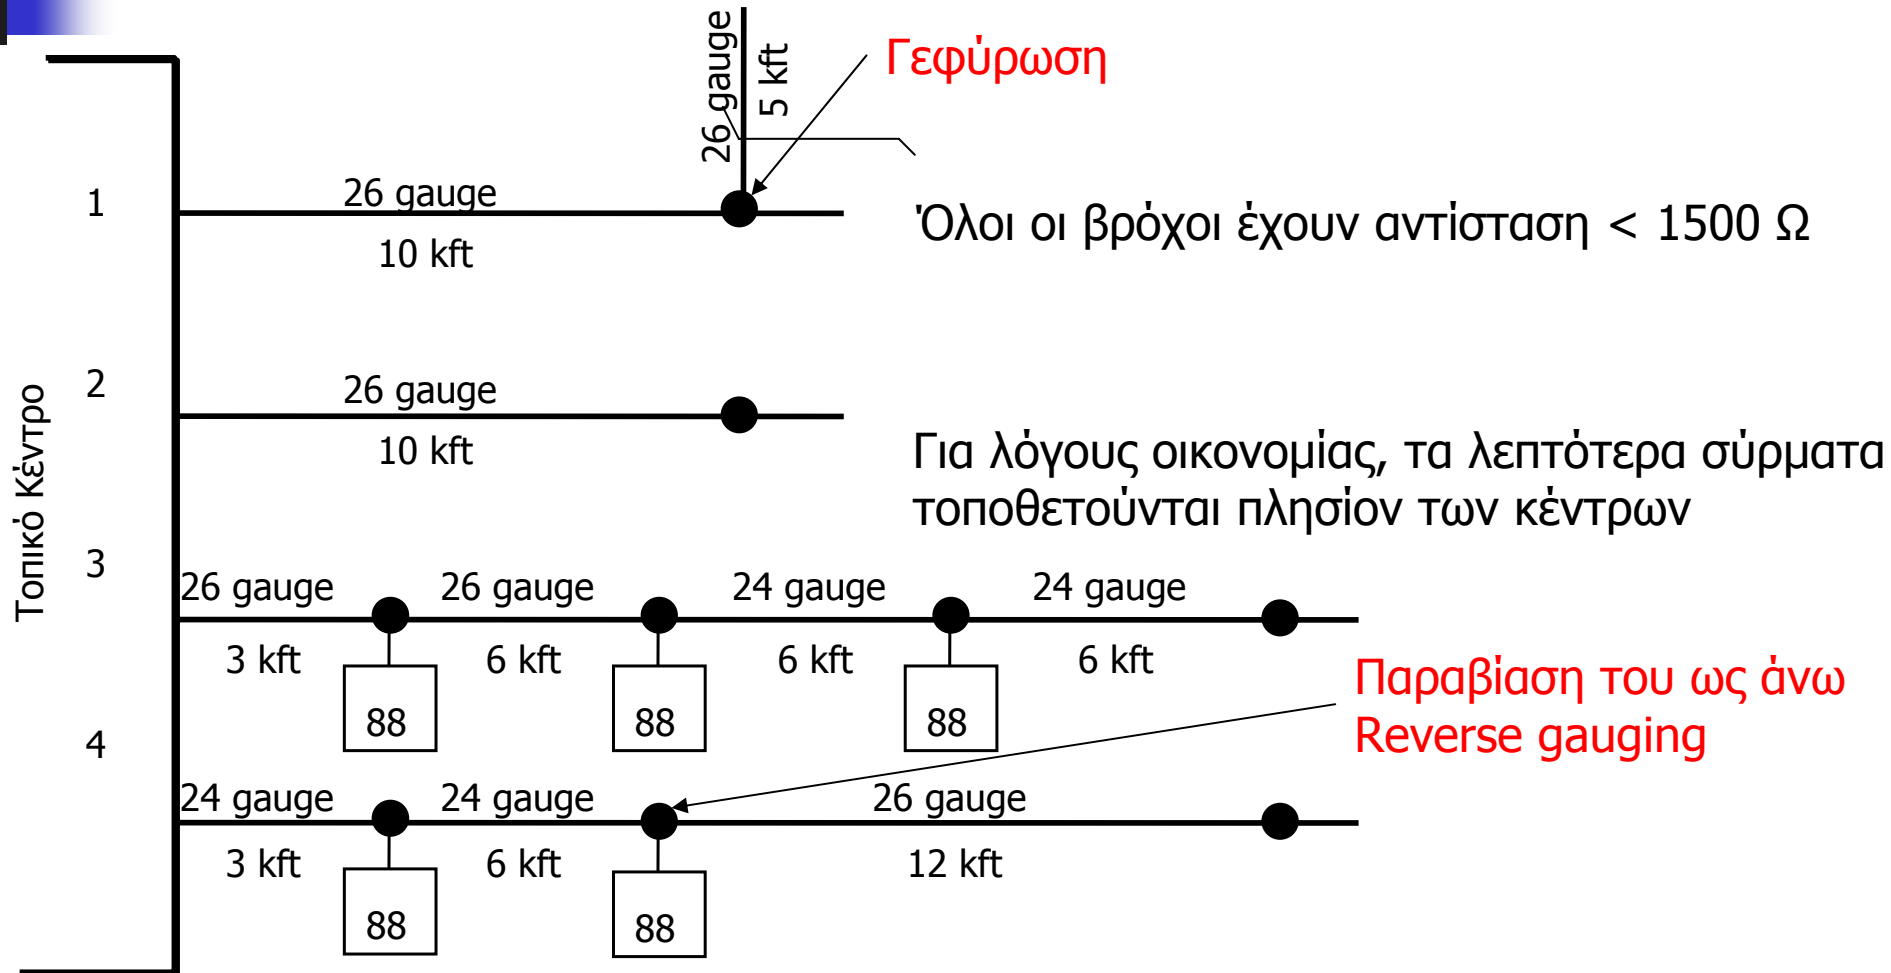 26 gauge
5 kft
Γεφύρωση
Τοπικό Κέντρο
1
26 gauge
10 kft
Όλοι οι βρόχοι έχουν αντίσταση < 1500 Ω
2
26 gauge
10 kft
Για λόγους οικονομίας, τα λεπτότερα σύρματα
τοποθετούνται πλησίον των κέντρων
3
26 gauge 26 gauge 24 gauge 24 gauge
3 kft 6 kft 6 kft 6 kft
88 88 88
Παραβίαση του ως άνω
Reverse gauging
4
24 gauge 24 gauge 26 gauge
3 kft 6 kft 12 kft
88 88